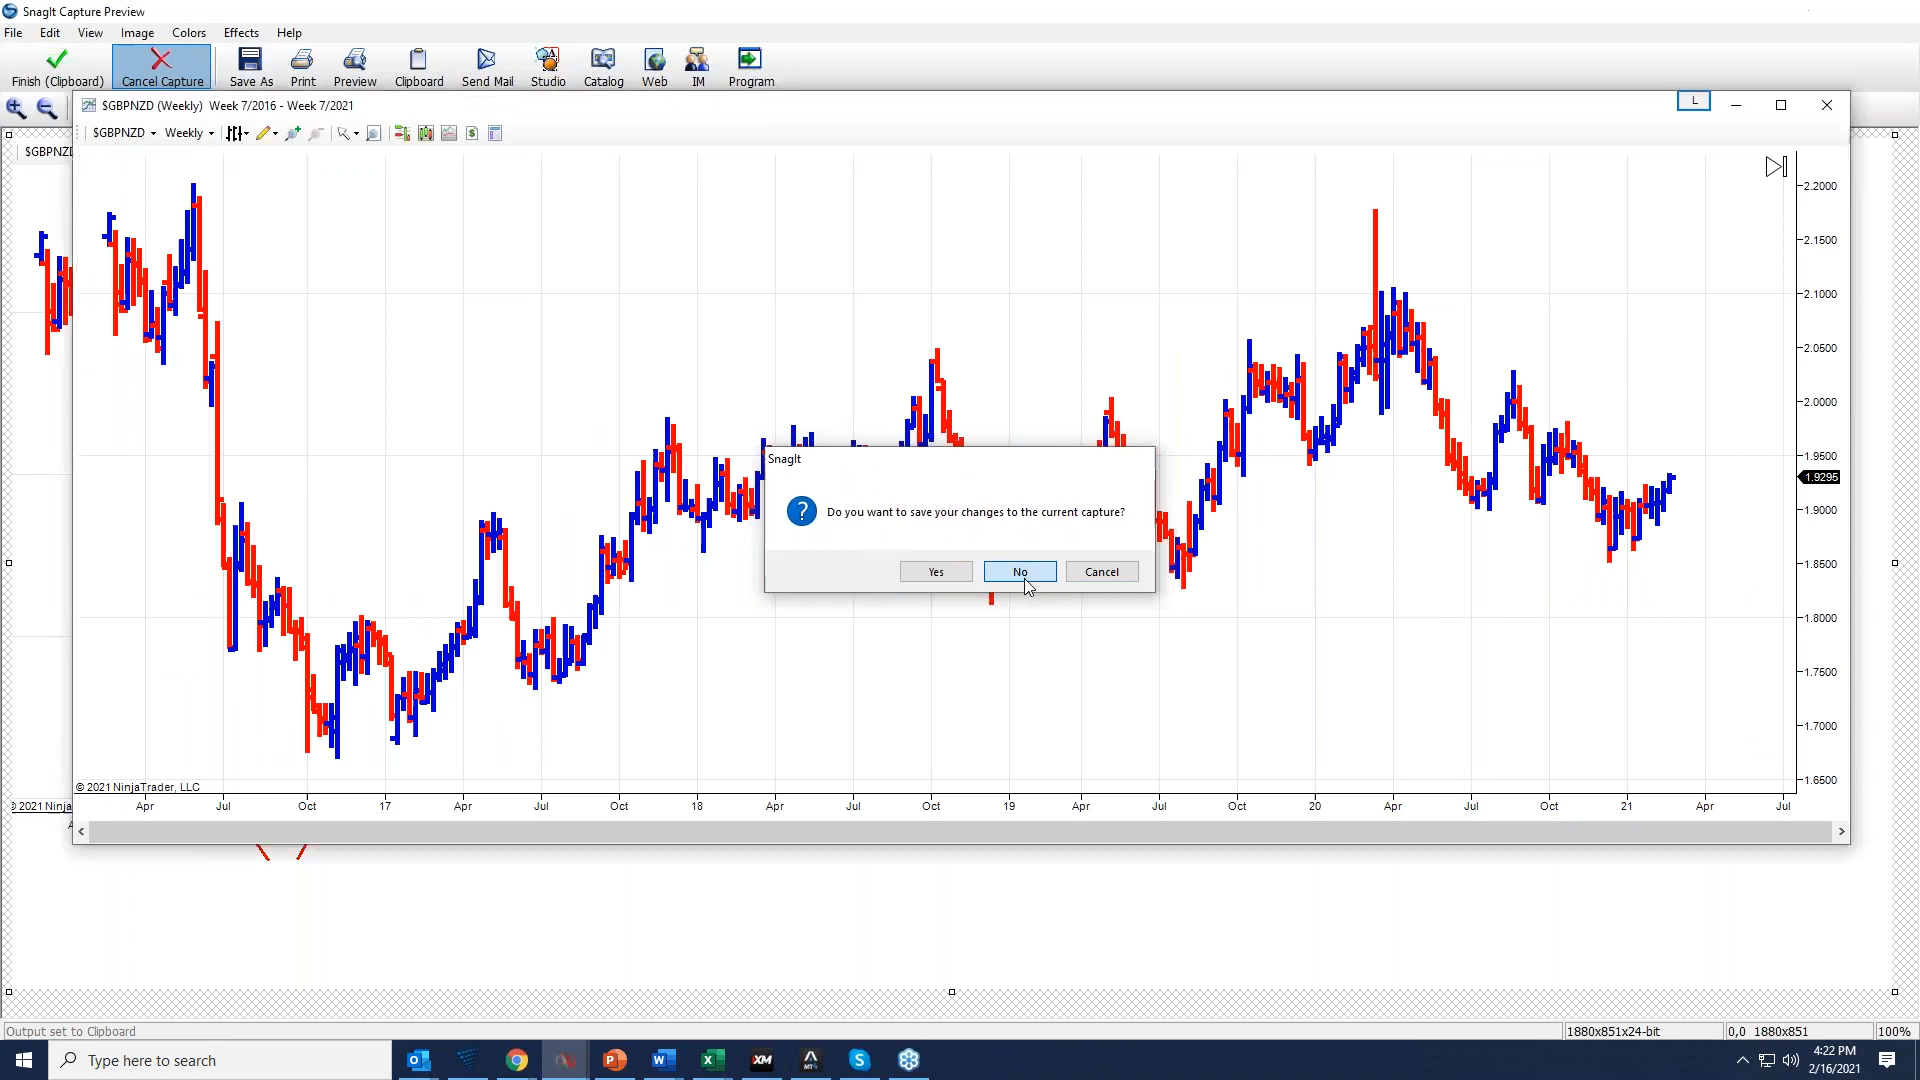 SnagIt Capture Preview
File Edit View Image Colors Effects Help
Finish (Clipboard) Cancel Capture Save As Print Preview Clipboard Send Mail Studio Catalog Web IM Program
$GBPNZD (Weekly) Week 7/2016 - Week 7/2021
L
$GBPNZD Weekly
$GBPNZD
2.2000
2.1500
2.1000
2.0500
2.0000
1.9500
1.9295
1.9000
1.8500
1.8000
1.7500
1.7000
1.6500
SnagIt
Do you want to save your changes to the current capture?
Yes No Cancel
© 2021 NinjaTrader, LLC
© 2021 Ninja
Apr Jul Oct 17 Apr Jul Oct 18 Apr Jul Oct 19 Apr Jul Oct 20 Apr Jul Oct 21 Apr Jul
Output set to Clipboard
1880x851x24-bit
0,0 1880x851
100%
Type here to search
XM
MT4
4:22 PM
2/16/2021